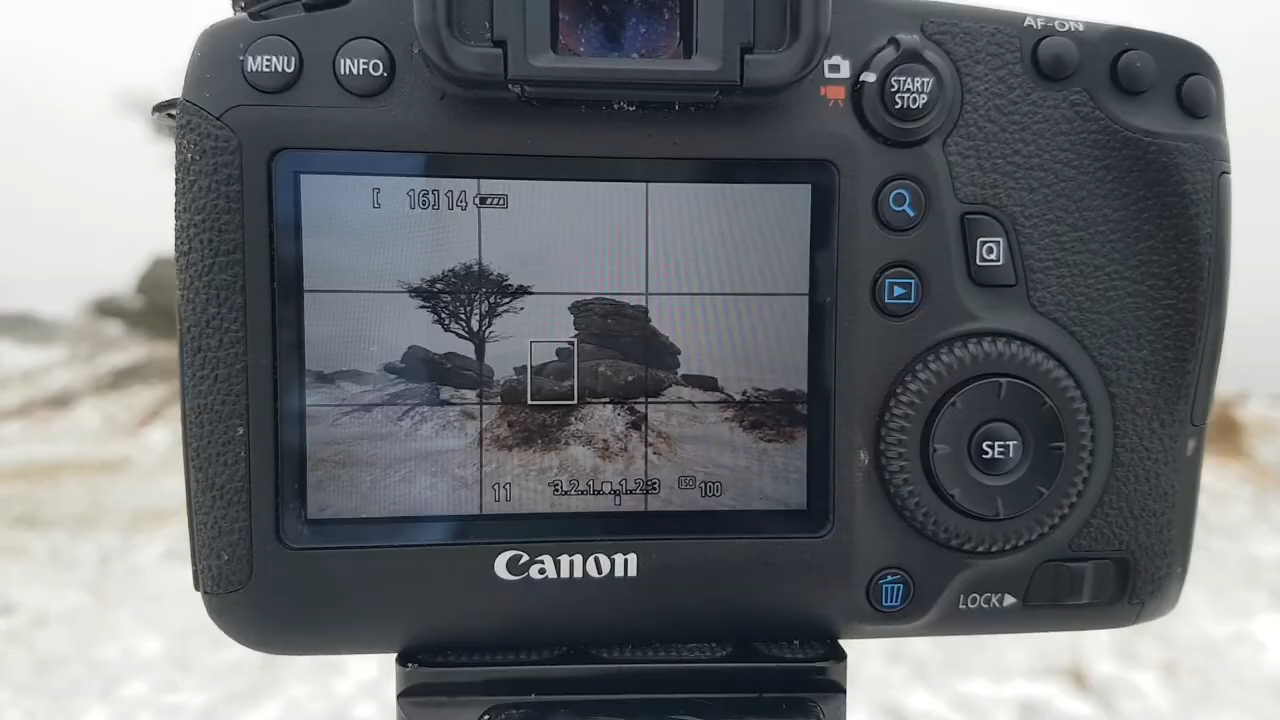 AF-ON
MENU
INFO.
START/
STOP
[ 16] 14
Q
SET
11
-3..2..1..0..1..2..:3
ISO 100
Canon
LOCK